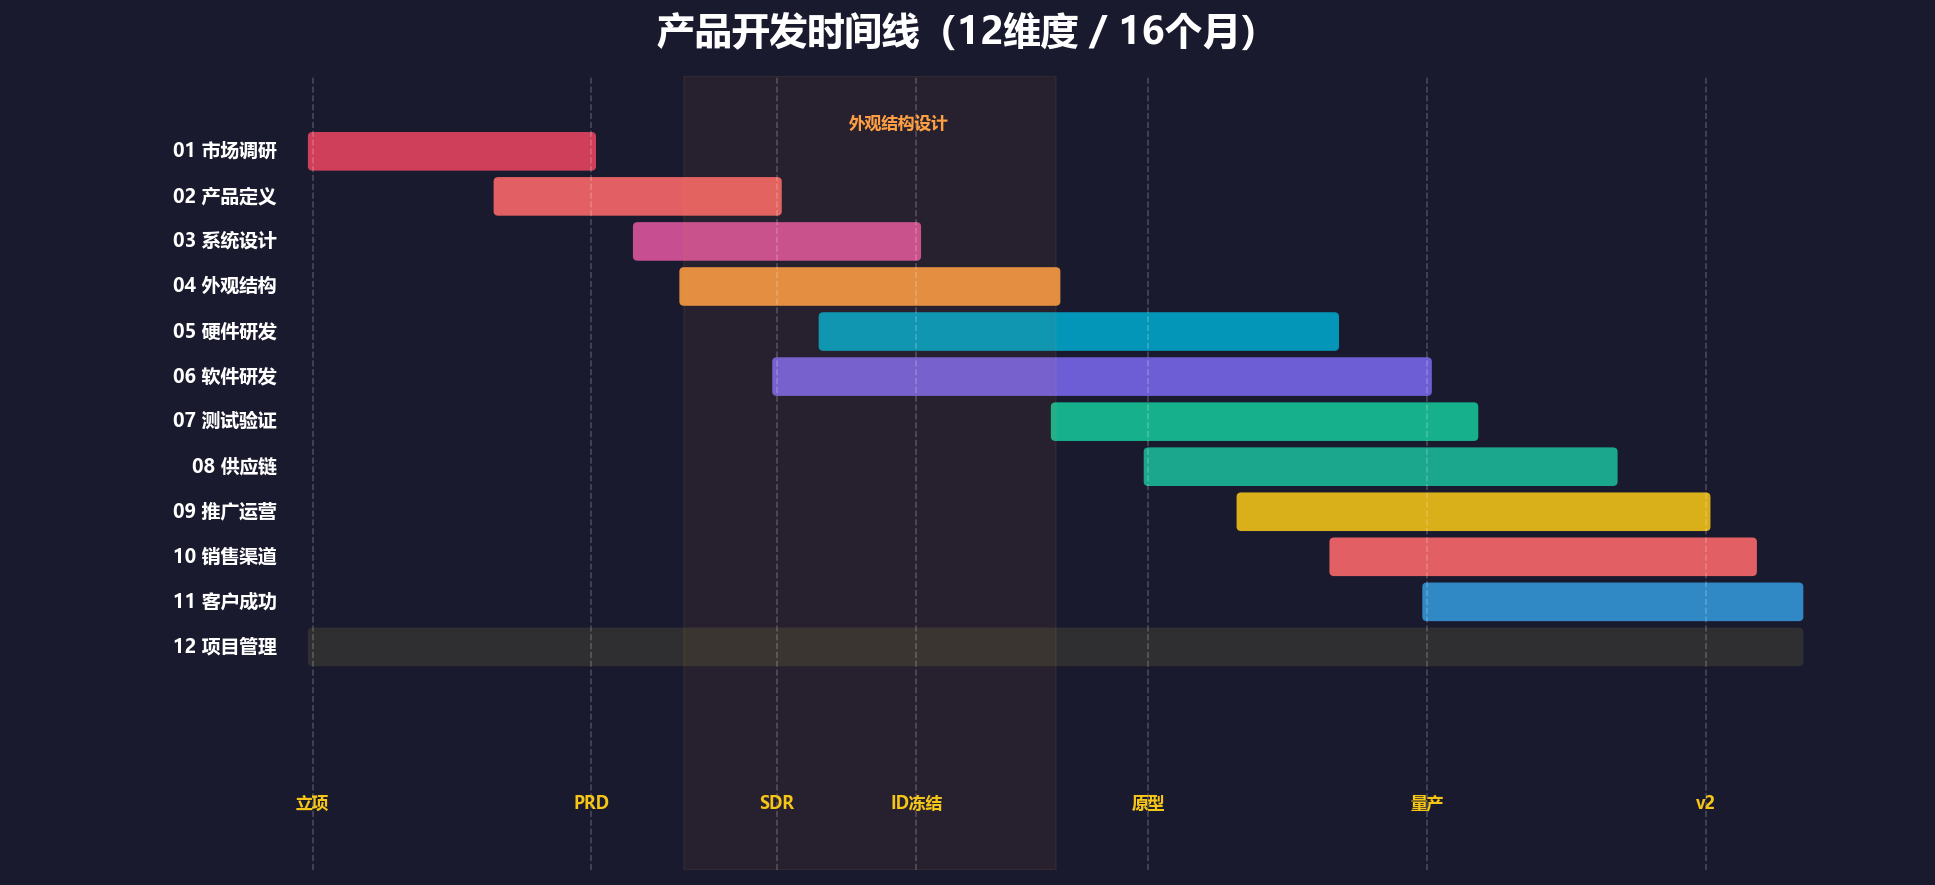 产品开发时间线（12维度 / 16个月）
外观结构设计
01 市场调研
02 产品定义
03 系统设计
04 外观结构
05 硬件研发
06 软件研发
07 测试验证
08 供应链
09 推广运营
10 销售渠道
11 客户成功
12 项目管理
立项 PRD SDR ID冻结 原型 量产 v2